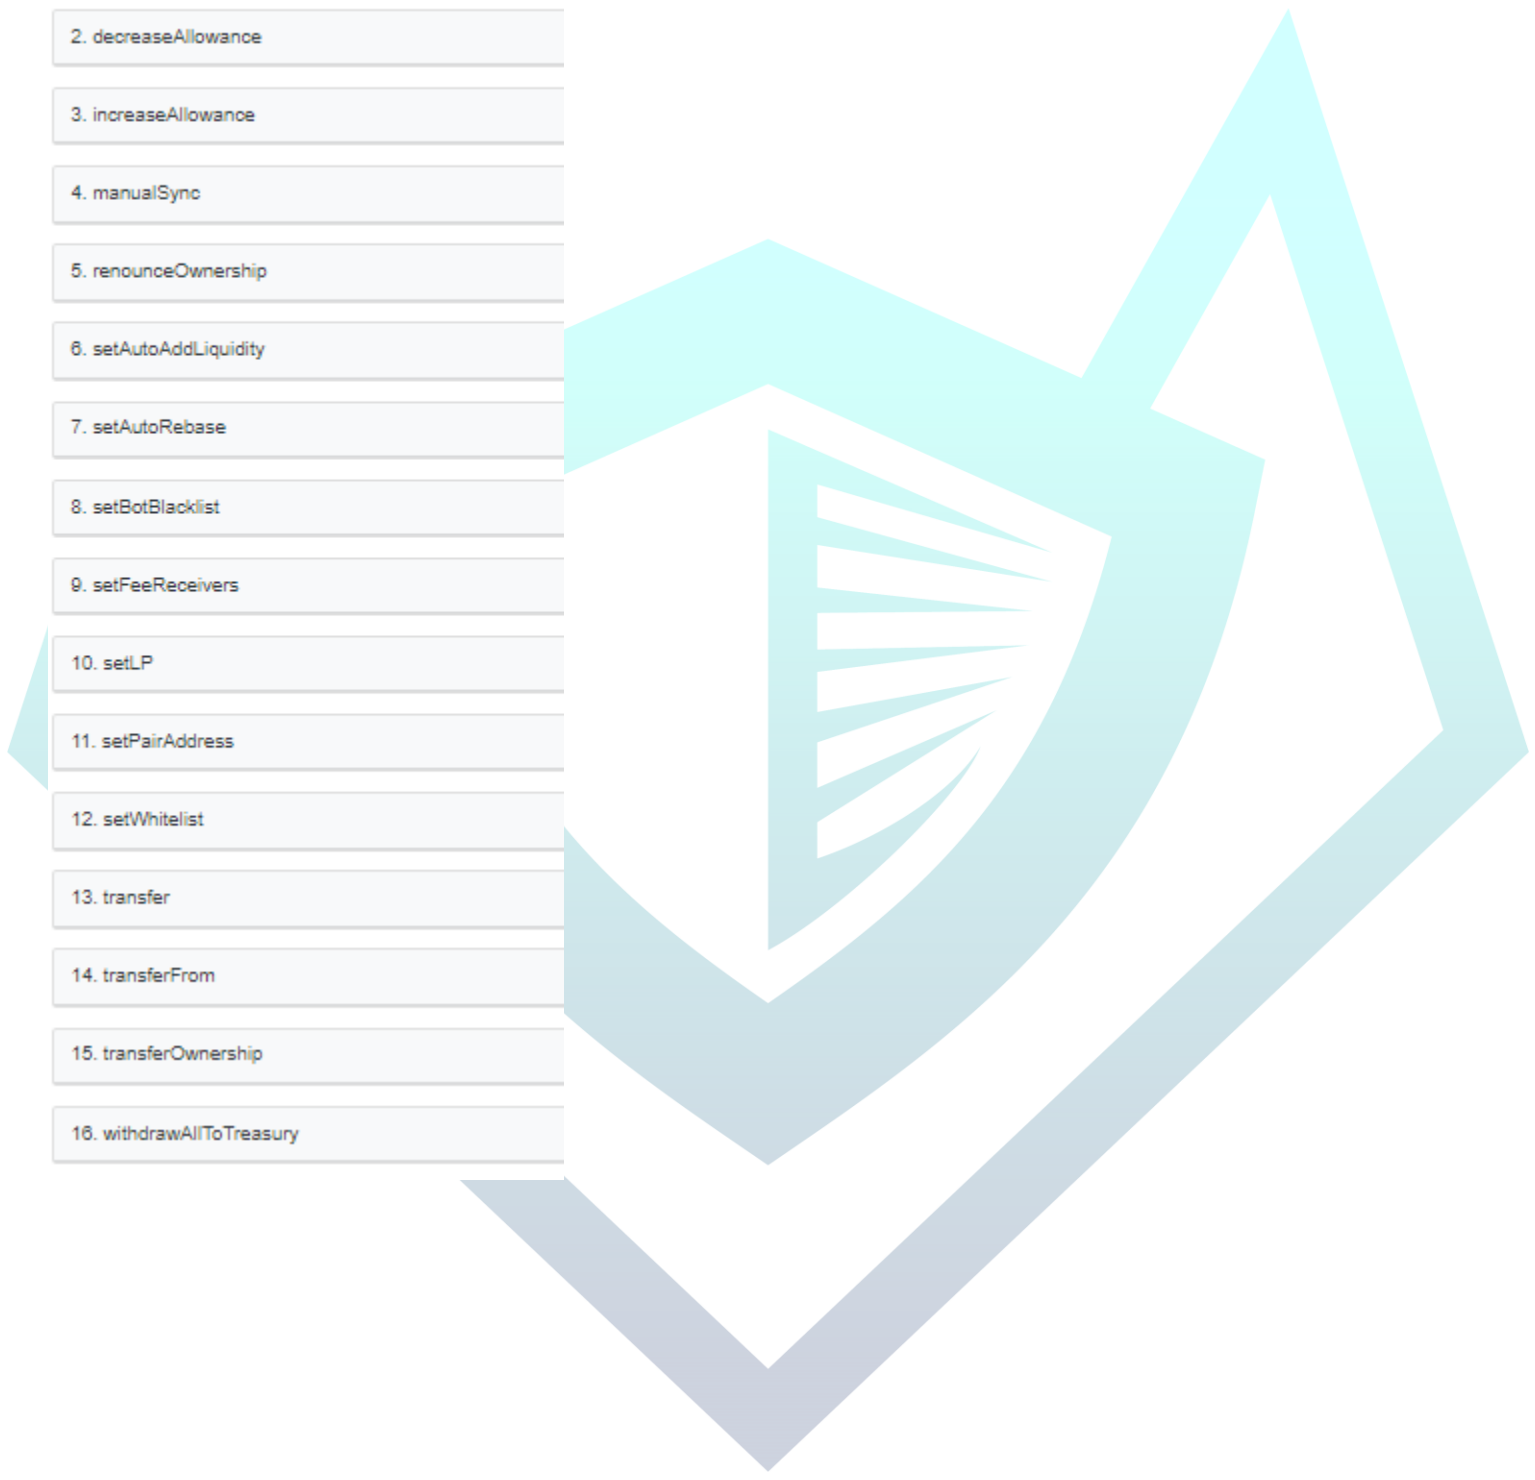 2. decreaseAllowance
3. increaseAllowance
4. manualSync
5. renounceOwnership
6. setAutoAddLiquidity
7. setAutoRebase
8. setBotBlacklist
9. setFeeReceivers
10. setLP
11. setPairAddress
12. setWhitelist
13. transfer
14. transferFrom
15. transferOwnership
16. withdrawAllToTreasury